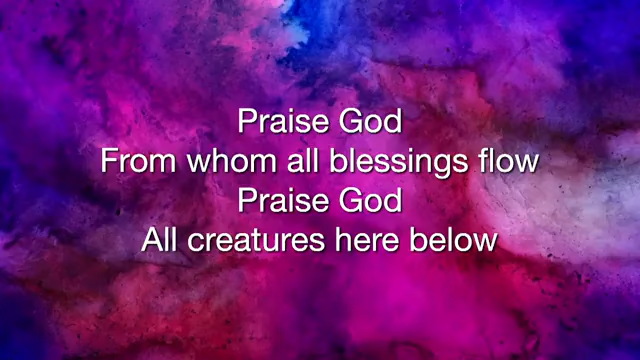 Praise God
From whom all blessings flow
Praise God
All creatures here below